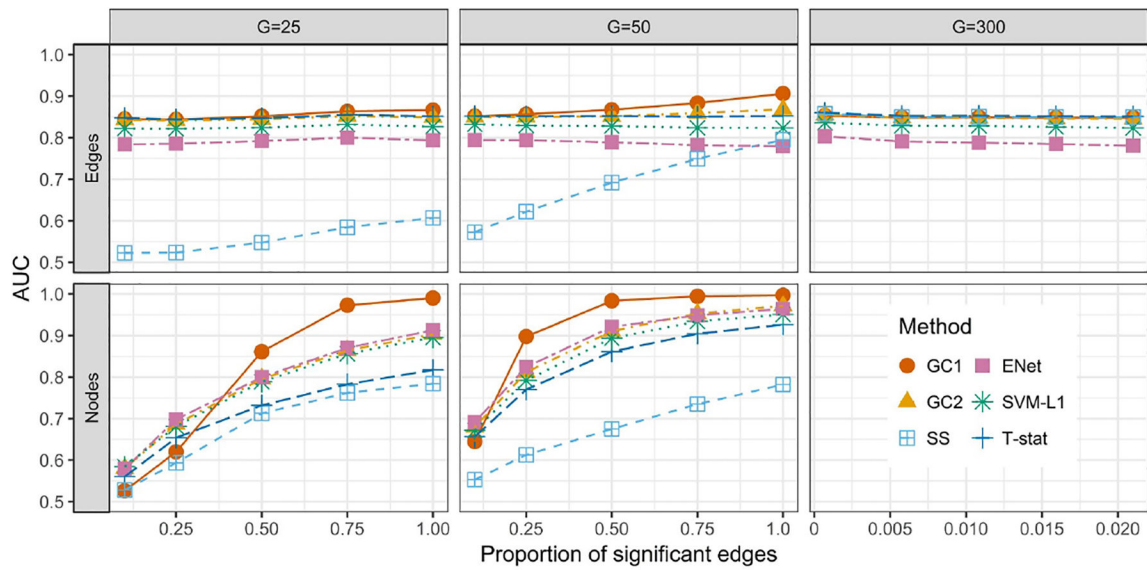 G=25 G=50 G=300
1.0
0.9
0.8
0.7
0.6
0.5
Edges
AUC
1.0
0.9
0.8
0.7
0.6
0.5
Nodes
Method
GC1 ENet
GC2 SVM-L1
SS T-stat
0.25 0.50 0.75 1.00 0.25 0.50 0.75 1.0 0 0.005 0.010 0.015 0.020
Proportion of significant edges